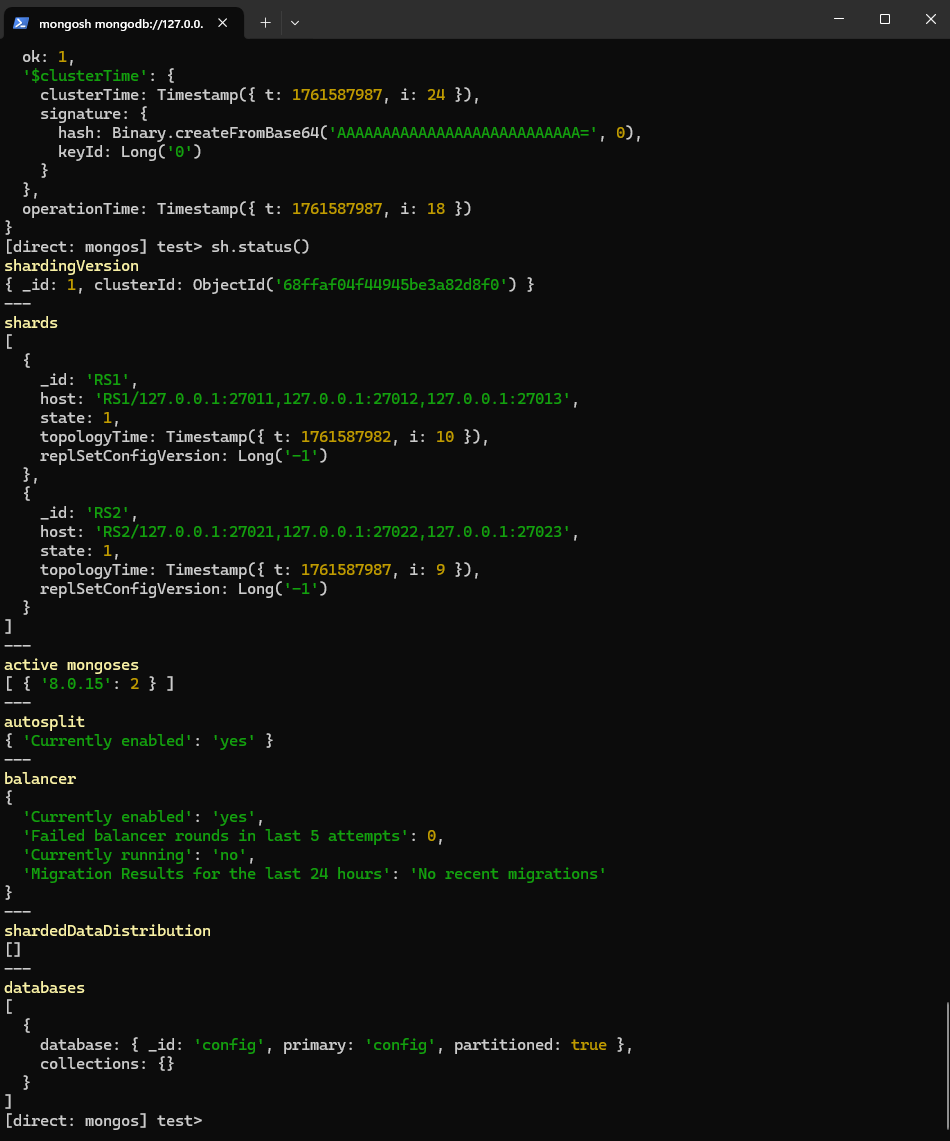 mongosh mongodb://127.0.0.
  ok: 1,
  '$clusterTime': {
    clusterTime: Timestamp({ t: 1761587987, i: 24 }),
    signature: {
      hash: Binary.createFromBase64('AAAAAAAAAAAAAAAAAAAAAAAAAAA=', 0),
      keyId: Long('0')
    }
  },
  operationTime: Timestamp({ t: 1761587987, i: 18 })
}
[direct: mongos] test> sh.status()
shardingVersion
{ _id: 1, clusterId: ObjectId('68ffaf04f44945be3a82d8f0') }
---
shards
[
  {
    _id: 'RS1',
    host: 'RS1/127.0.0.1:27011,127.0.0.1:27012,127.0.0.1:27013',
    state: 1,
    topologyTime: Timestamp({ t: 1761587982, i: 10 }),
    replSetConfigVersion: Long('-1')
  },
  {
    _id: 'RS2',
    host: 'RS2/127.0.0.1:27021,127.0.0.1:27022,127.0.0.1:27023',
    state: 1,
    topologyTime: Timestamp({ t: 1761587987, i: 9 }),
    replSetConfigVersion: Long('-1')
  }
]
---
active mongoses
[ { '8.0.15': 2 } ]
---
autosplit
{ 'Currently enabled': 'yes' }
---
balancer
{
  'Currently enabled': 'yes',
  'Failed balancer rounds in last 5 attempts': 0,
  'Currently running': 'no',
  'Migration Results for the last 24 hours': 'No recent migrations'
}
---
shardedDataDistribution
[]
---
databases
[
  {
    database: { _id: 'config', primary: 'config', partitioned: true },
    collections: {}
  }
]
[direct: mongos] test>